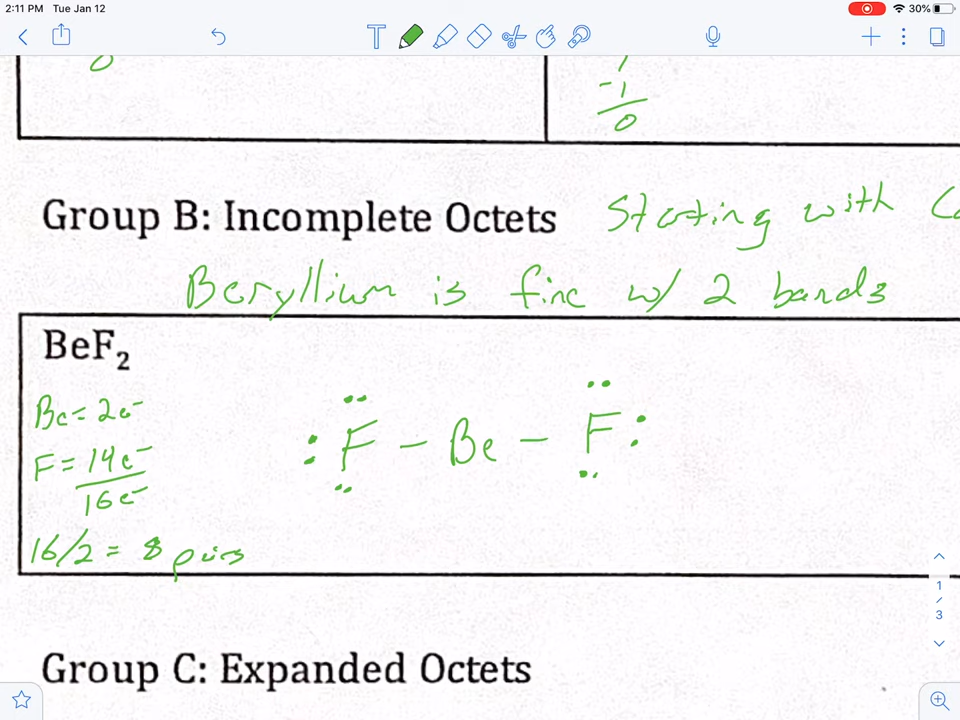 2:11 PM Tue Jan 12
30%
0
-1
0
Group B: Incomplete Octets Starting with
Beryllium is fine w/ 2 bonds
BeF2
Be = 2e-
F = 14e-
16e-
16/2 = 8 pairs
:F - Be - F:
1
/
3
Group C: Expanded Octets